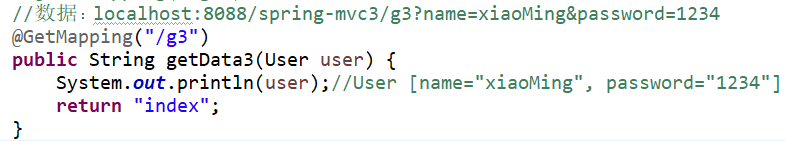 //数据：localhost:8088/spring-mvc3/g3?name=xiaoMing&password=1234
@GetMapping("/g3")
public String getData3(User user) {
    System.out.println(user);//User [name="xiaoMing", password="1234"]
    return "index";
}